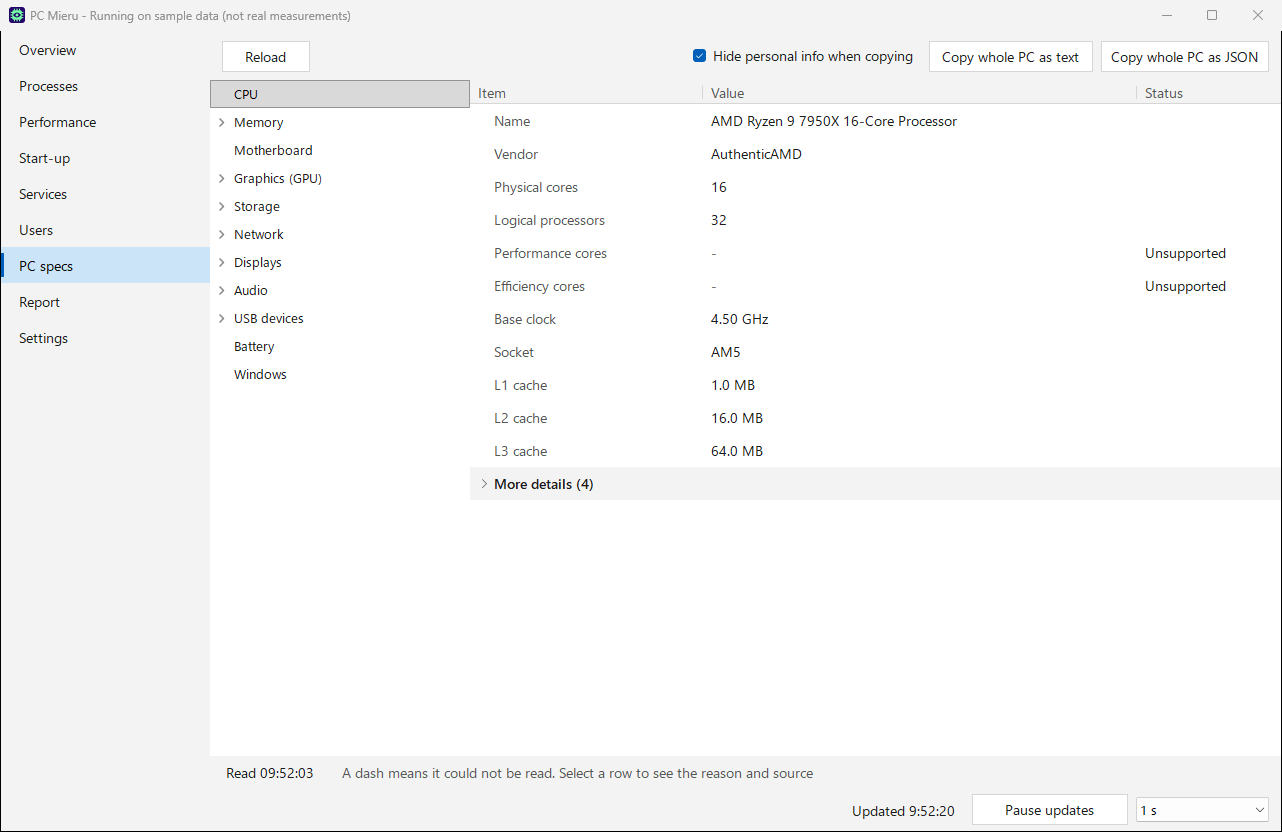 PC Mieru - Running on sample data (not real measurements)
Overview
Processes
Performance
Start-up
Services
Users
PC specs
Report
Settings
Reload
Hide personal info when copying
Copy whole PC as text
Copy whole PC as JSON
CPU
Memory
Motherboard
Graphics (GPU)
Storage
Network
Displays
Audio
USB devices
Battery
Windows
Item Value Status
Name AMD Ryzen 9 7950X 16-Core Processor
Vendor AuthenticAMD
Physical cores 16
Logical processors 32
Performance cores - Unsupported
Efficiency cores - Unsupported
Base clock 4.50 GHz
Socket AM5
L1 cache 1.0 MB
L2 cache 16.0 MB
L3 cache 64.0 MB
More details (4)
Read 09:52:03 A dash means it could not be read. Select a row to see the reason and source
Updated 9:52:20 Pause updates 1 s